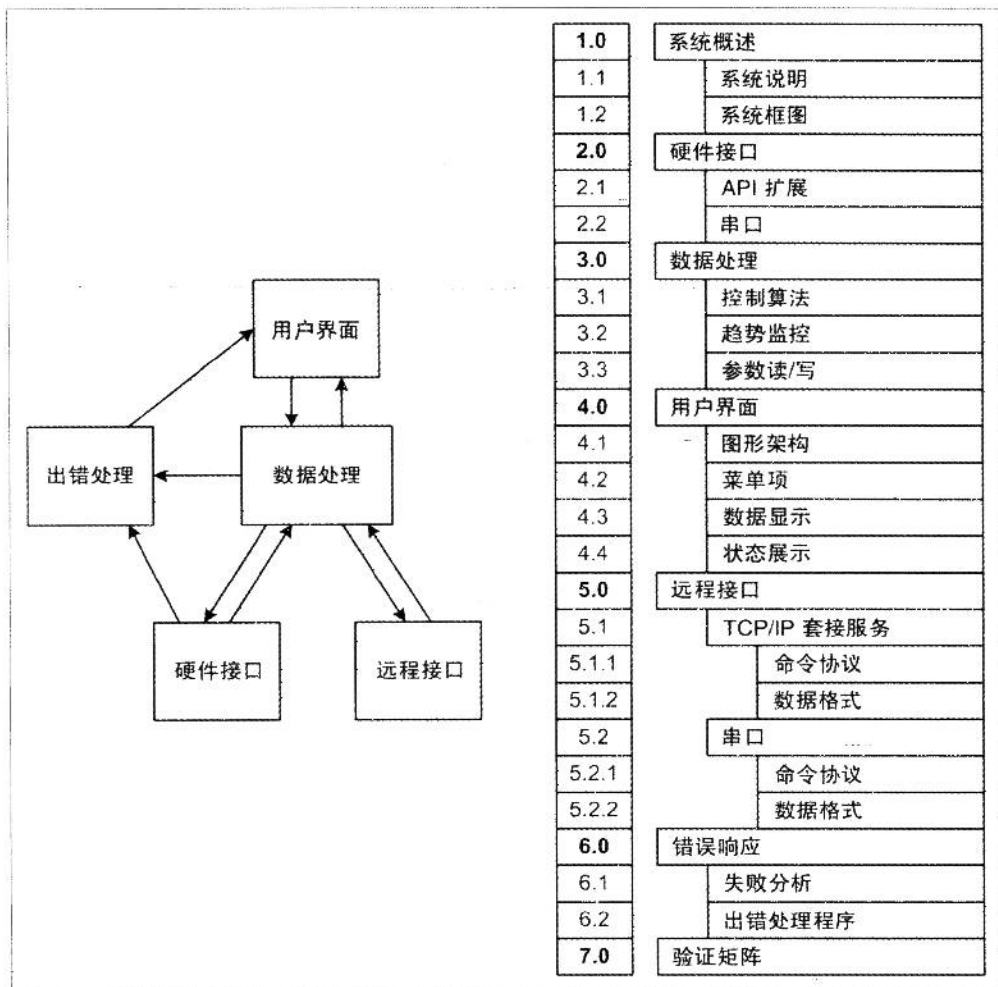 用户界面
出错处理
数据处理
硬件接口
远程接口
1.0 系统概述
1.1 系统说明
1.2 系统框图
2.0 硬件接口
2.1 API 扩展
2.2 串口
3.0 数据处理
3.1 控制算法
3.2 趋势监控
3.3 参数读/写
4.0 用户界面
4.1 图形架构
4.2 菜单项
4.3 数据显示
4.4 状态展示
5.0 远程接口
5.1 TCP/IP 套接服务
5.1.1 命令协议
5.1.2 数据格式
5.2 串口
5.2.1 命令协议
5.2.2 数据格式
6.0 错误响应
6.1 失败分析
6.2 出错处理程序
7.0 验证矩阵